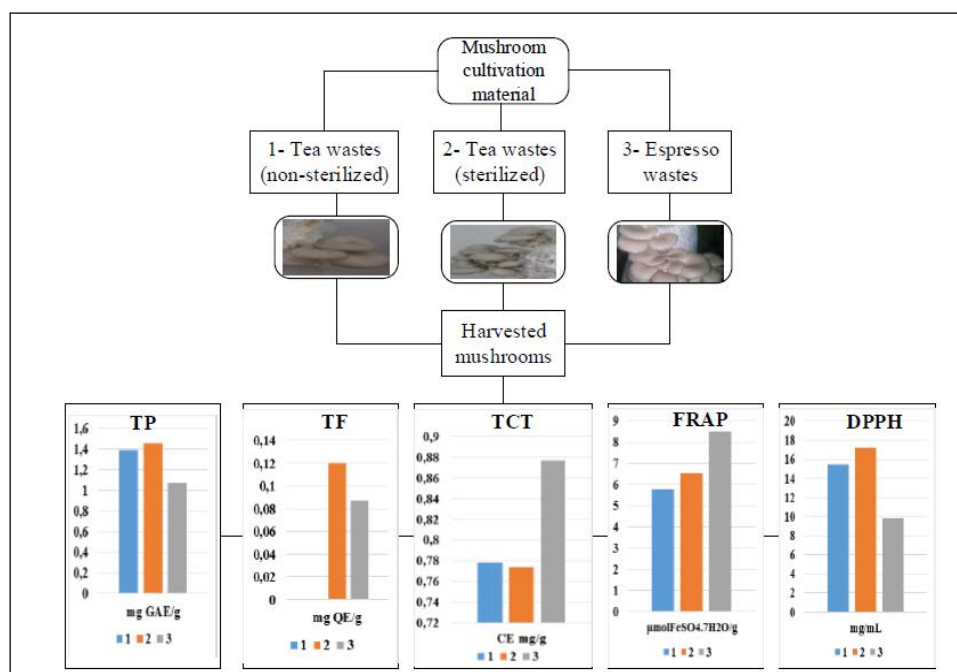 Mushroom
cultivation
material
1- Tea wastes
(non-sterilized)
2- Tea wastes
(sterilized)
3- Espresso
wastes
Harvested
mushrooms
TP
1,6
1,4
1,2
1
0,8
0,6
0,4
0,2
0
mg GAE/g
1 2 3
TF
0,14
0,12
0,1
0,08
0,06
0,04
0,02
0
mg QE/g
1 2 3
TCT
0,9
0,88
0,86
0,84
0,82
0,8
0,78
0,76
0,74
0,72
CE mg/g
1 2 3
FRAP
9
8
7
6
5
4
3
2
1
0
µmolFeSO4.7H2O/g
1 2 3
DPPH
20
18
16
14
12
10
8
6
4
2
0
mg/mL
1 2 3